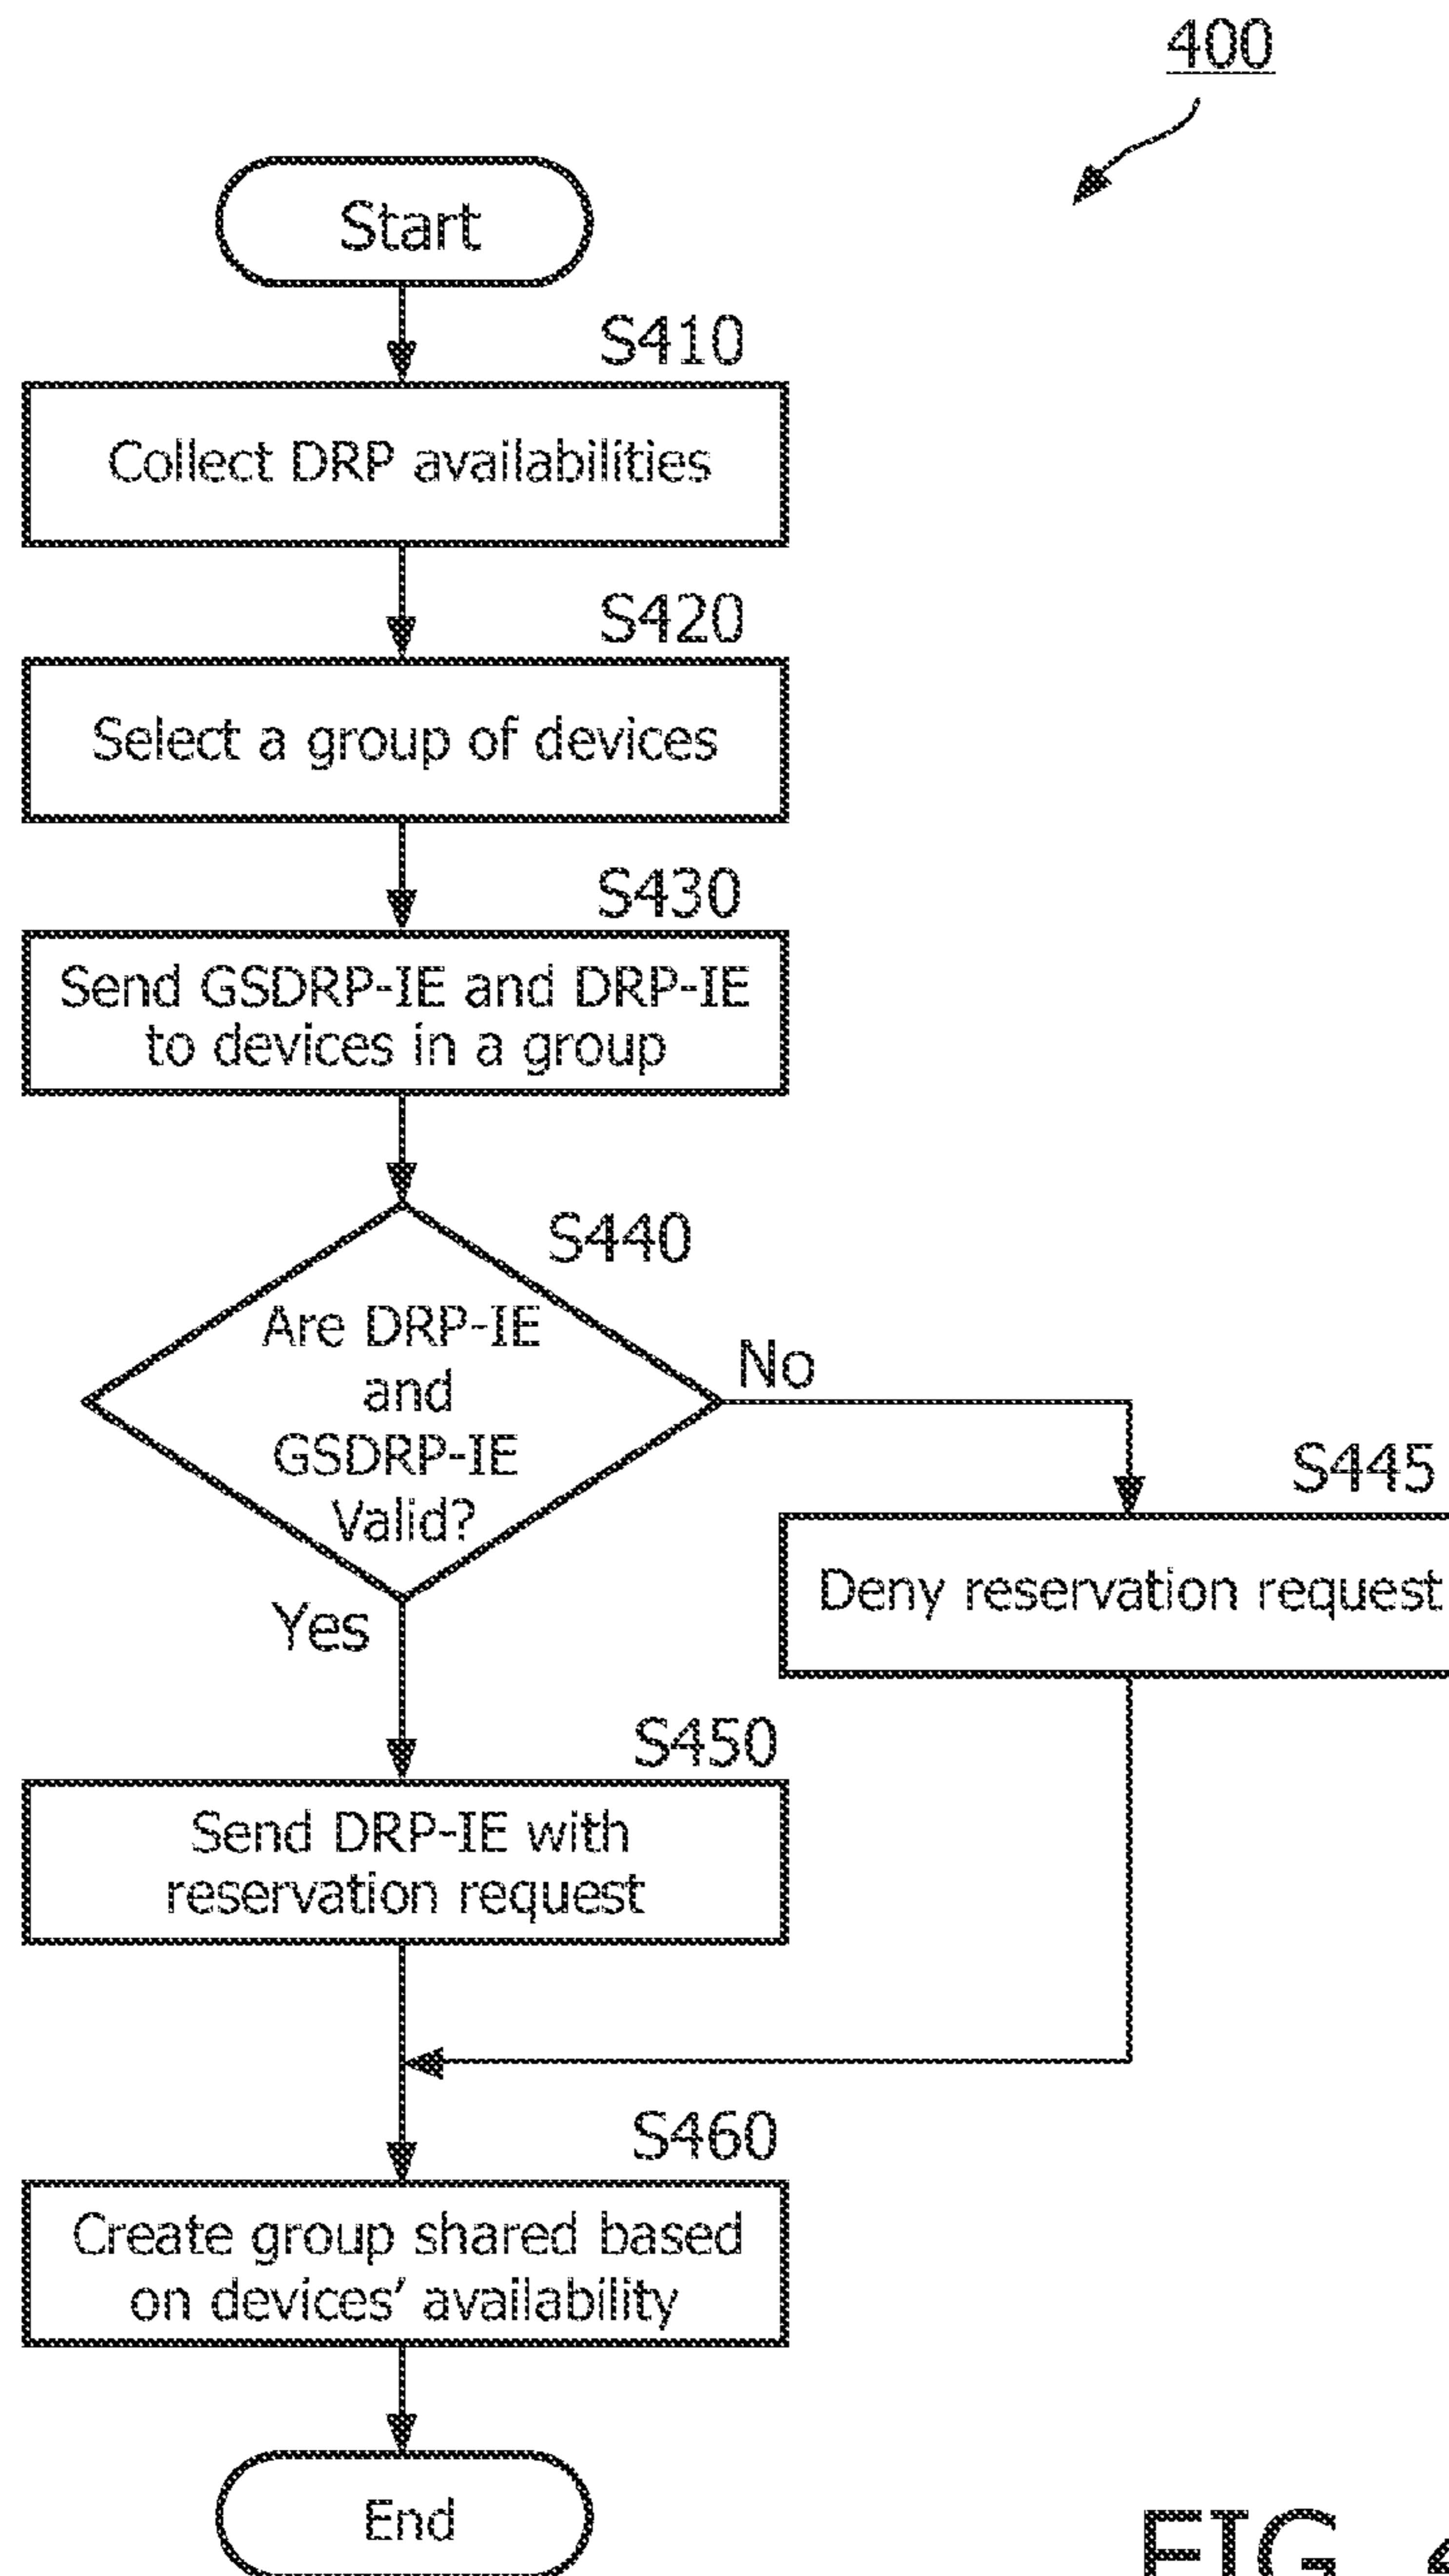 400
Start
S410
Collect DRP availabilities
S420
Select a group of devices
S430
Send GSDRP-IE and DRP-IE
to devices in a group
S440
Are DRP-IE
and
GSDRP-IE
Valid?
No
Yes
S445
Deny reservation request
S450
Send DRP-IE with
reservation request
S460
Create group shared based
on devices' availability
End
FIG. 4